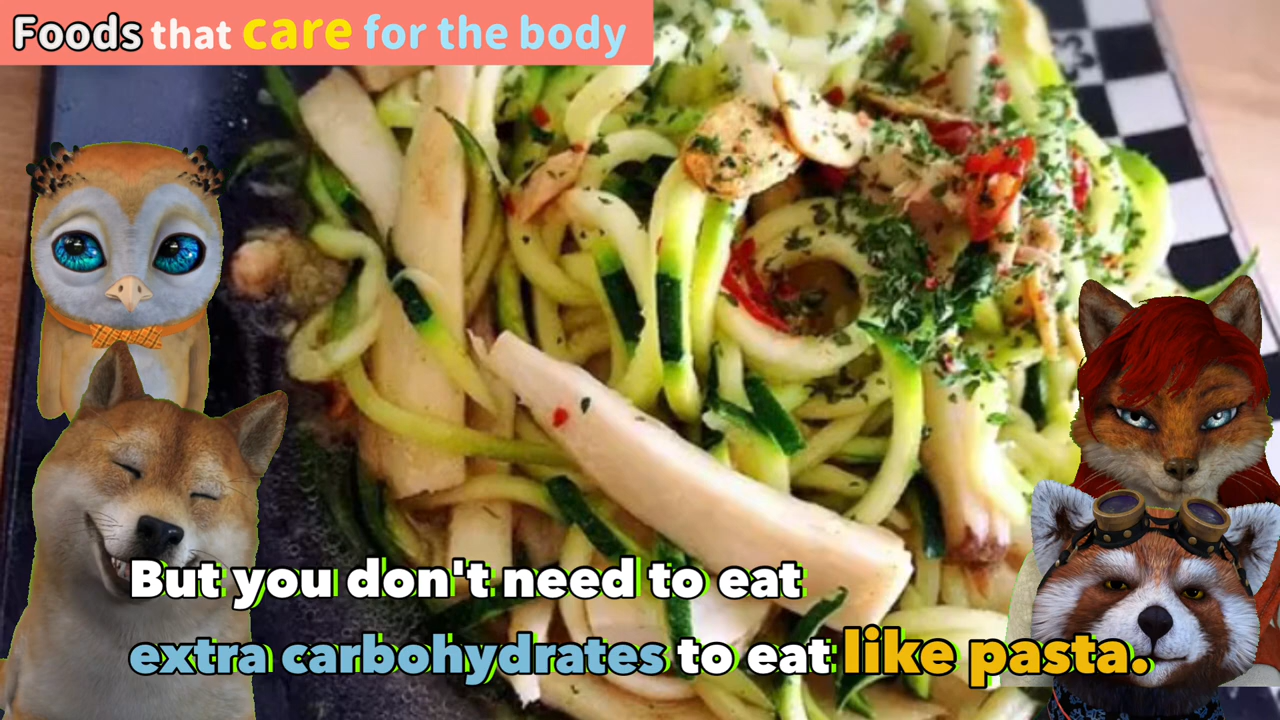 Foods that care for the body
But you don't need to eat
extra carbohydrates to eat like pasta.